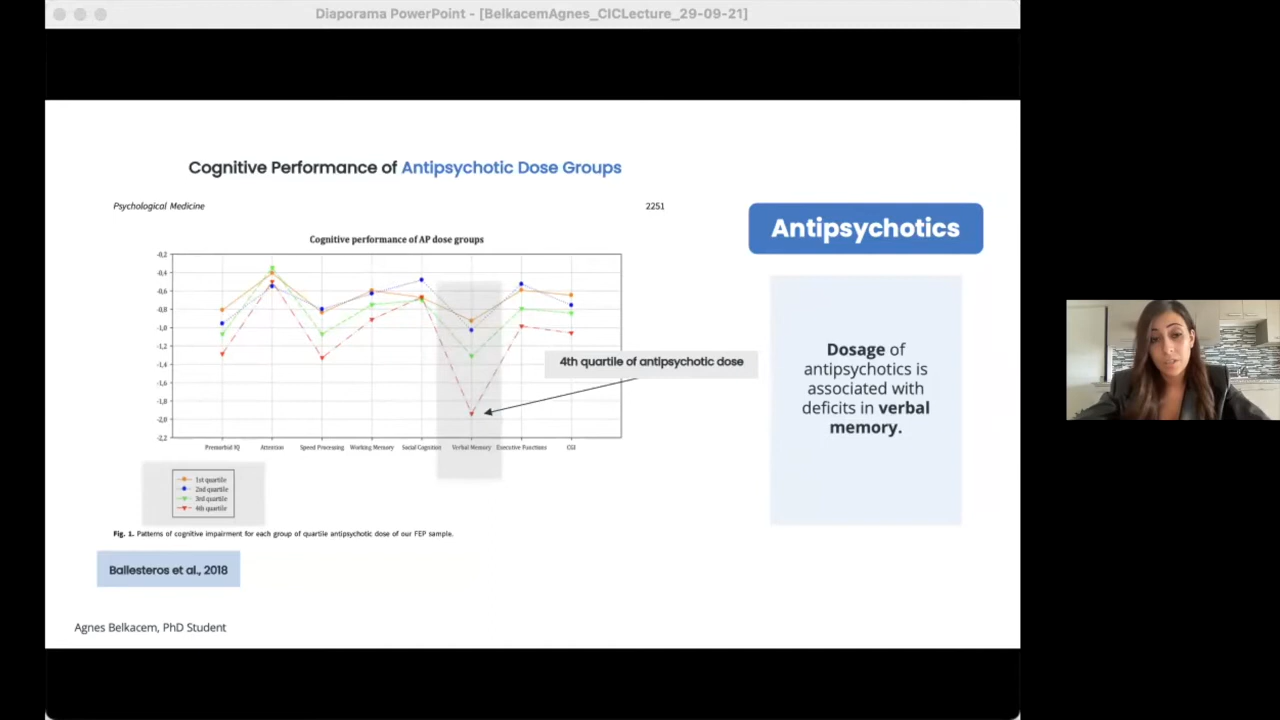 Diaporama PowerPoint - [BelkacemAgnes_CICLecture_29-09-21]
Cognitive Performance of Antipsychotic Dose Groups
Psychological Medicine
2251
Cognitive performance of AP dose groups
-0,2
-0,4
-0,6
-0,8
-1,0
-1,2
-1,4
-1,6
-1,8
-2,0
-2,2
Premorbid IQ
Attention
Speed Processing
Working Memory
Social Cognition
Verbal Memory
Executive Functions
CGI
4th quartile of antipsychotic dose
1st quartile
2nd quartile
3rd quartile
4th quartile
Fig. 1. Patterns of cognitive impairment for each group of quartile antipsychotic dose of our FEP sample.
Ballesteros et al., 2018
Antipsychotics
Dosage of
antipsychotics is
associated with
deficits in verbal
memory.
Agnes Belkacem, PhD Student